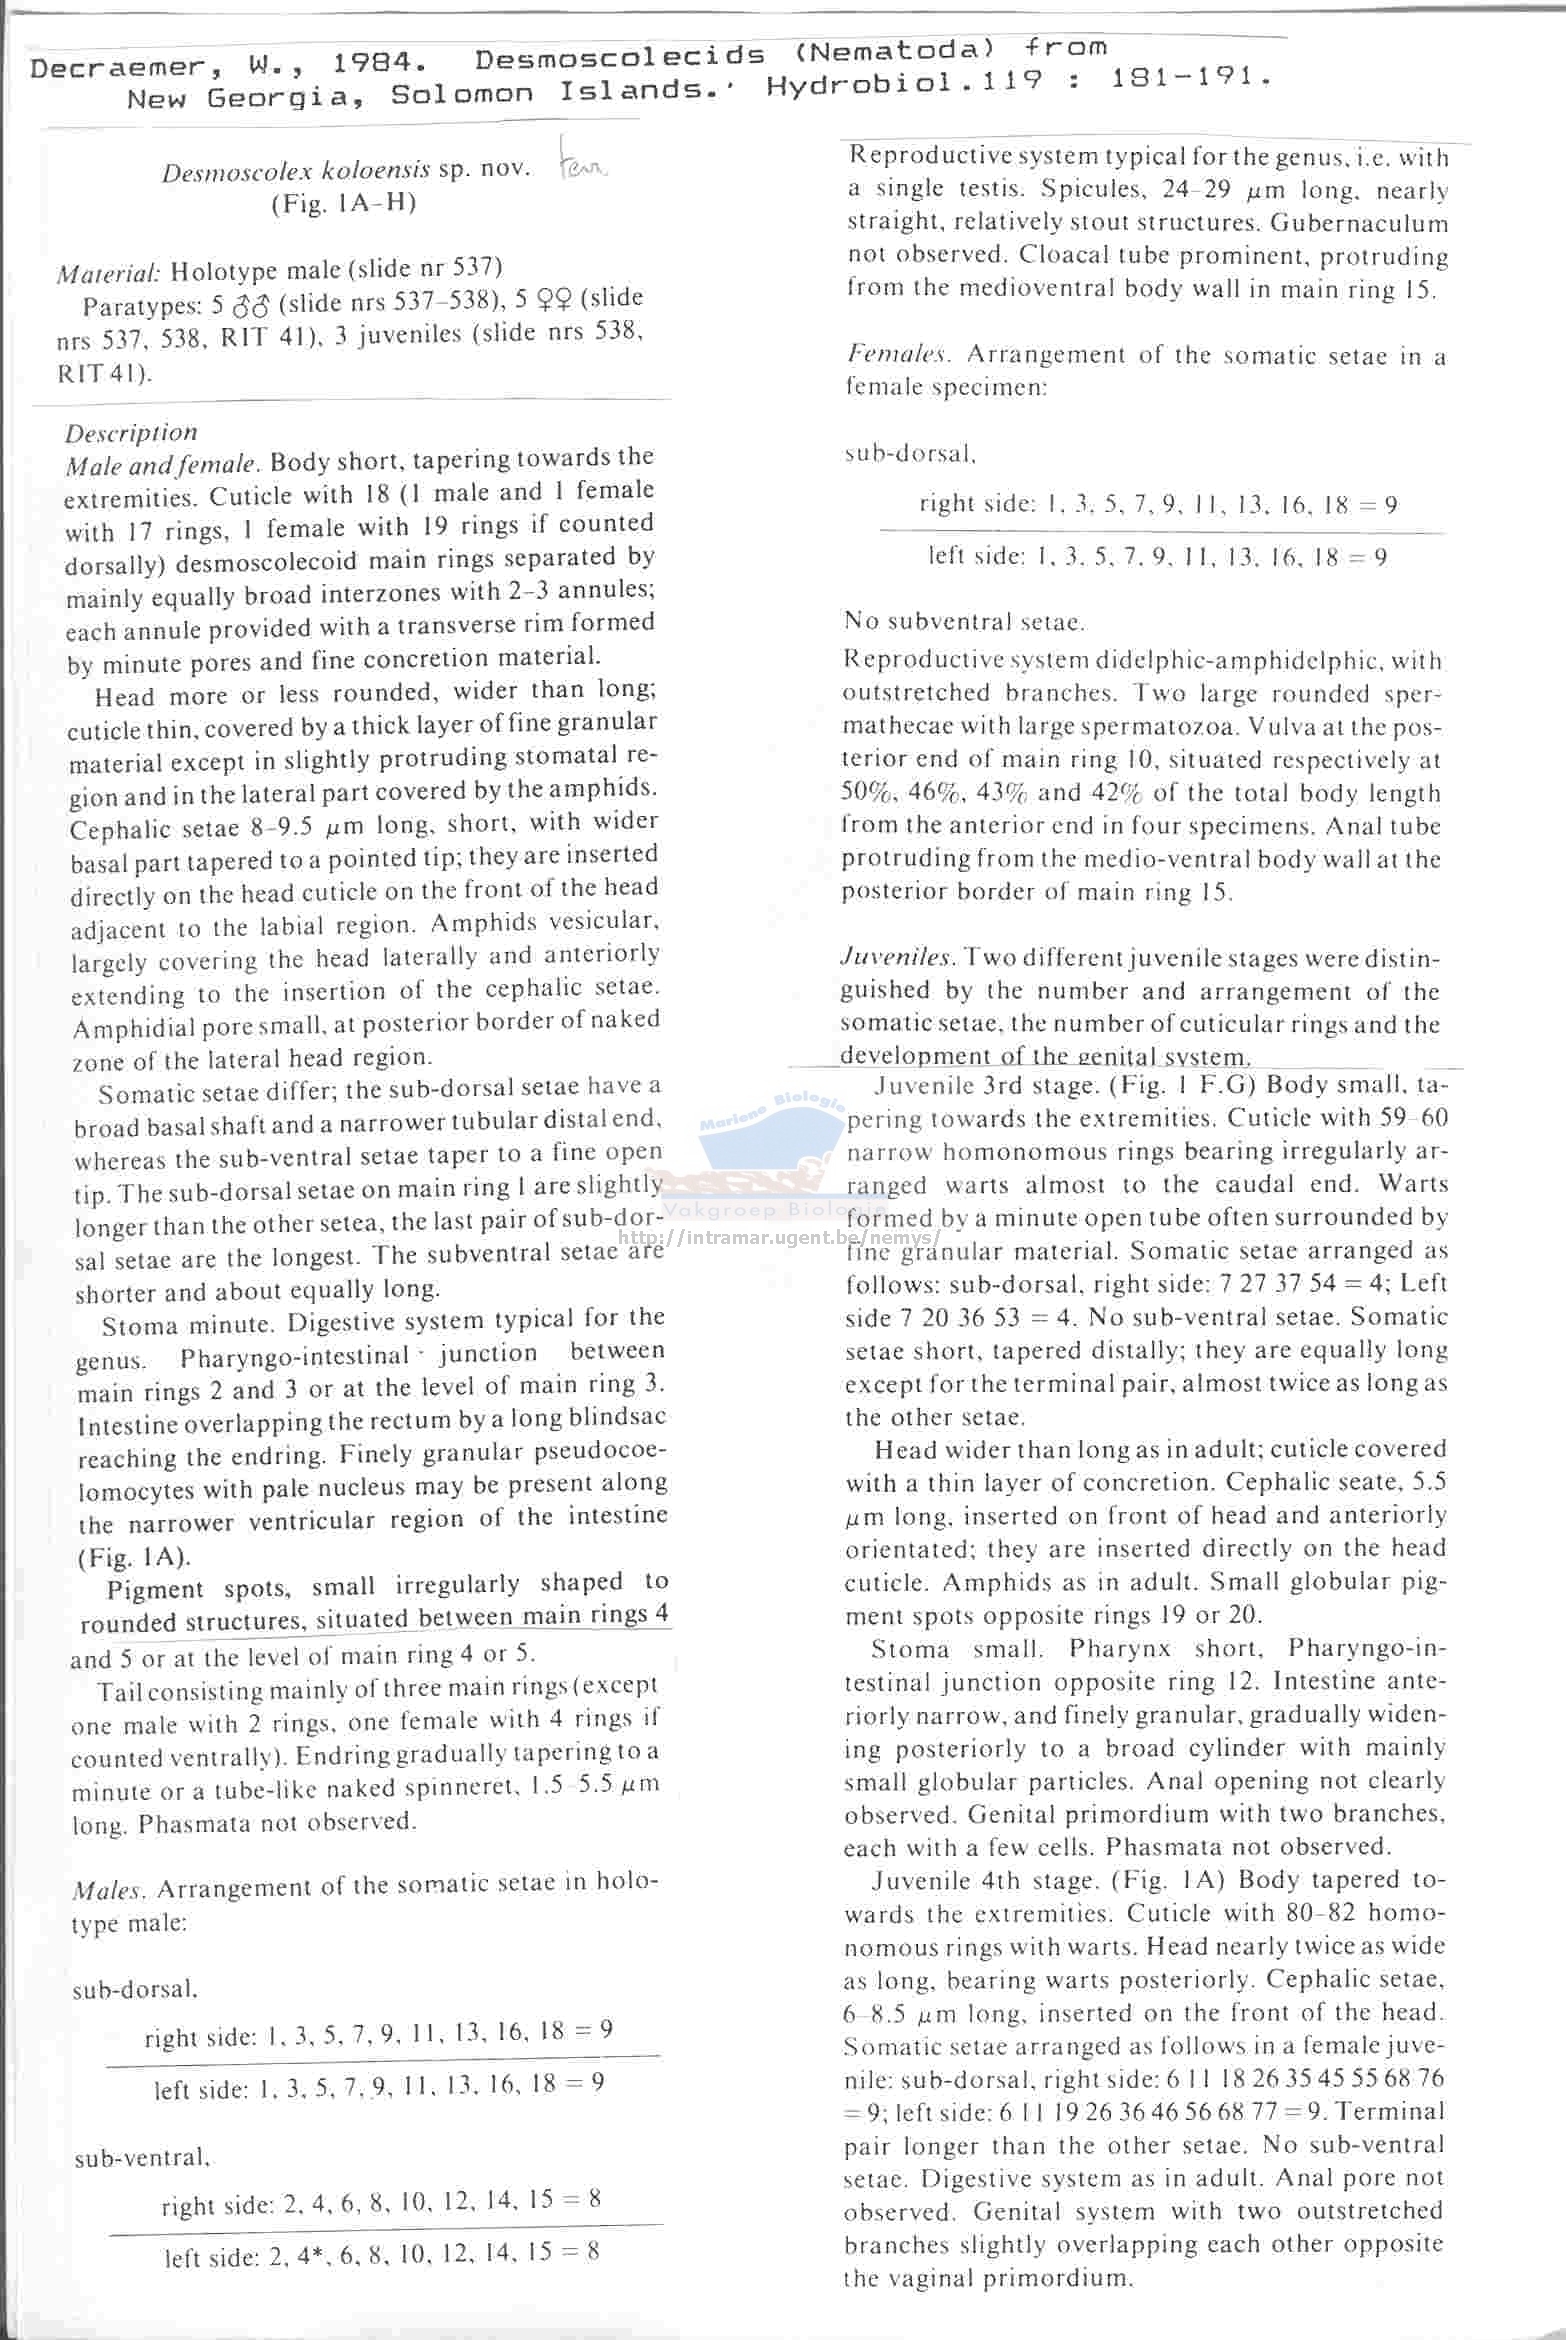 Decraemer, W., 1984. Desmoscolecids (Nematoda) from
New Georgia, Solomon Islands. Hydrobiol.119 : 181-191.
Desmoscolex koloensis sp. nov.
(Fig. 1A-H)
Material: Holotype male (slide nr 537)
Paratypes: 5 ♂♂ (slide nrs 537-538), 5 ♀♀ (slide
nrs 537, 538, RIT 41), 3 juveniles (slide nrs 538,
RIT 41).
Description
Male and female. Body short, tapering towards the
extremities. Cuticle with 18 (1 male and 1 female
with 17 rings, 1 female with 19 rings if counted
dorsally) desmoscolecoid main rings separated by
mainly equally broad interzones with 2-3 annules;
each annule provided with a transverse rim formed
by minute pores and fine concretion material.
Head more or less rounded, wider than long;
cuticle thin, covered by a thick layer of fine granular
material except in slightly protruding stomatal re-
gion and in the lateral part covered by the amphids.
Cephalic setae 8-9.5 μm long, short, with wider
basal part tapered to a pointed tip; they are inserted
directly on the head cuticle on the front of the head
adjacent to the labial region. Amphids vesicular,
largely covering the head laterally and anteriorly
extending to the insertion of the cephalic setae.
Amphidial pore small, at posterior border of naked
zone of the lateral head region.
Somatic setae differ; the sub-dorsal setae have a
broad basal shaft and a narrower tubular distal end,
whereas the sub-ventral setae taper to a fine open
tip. The sub-dorsal setae on main ring 1 are slightly
longer than the other setea, the last pair of sub-dor-
sal setae are the longest. The subventral setae are
shorter and about equally long.
Stoma minute. Digestive system typical for the
genus. Pharyngo-intestinal junction between
main rings 2 and 3 or at the level of main ring 3.
Intestine overlapping the rectum by a long blindsac
reaching the endring. Finely granular pseudocoe-
lomocytes with pale nucleus may be present along
the narrower ventricular region of the intestine
(Fig. 1A).
Pigment spots, small irregularly shaped to
rounded structures, situated between main rings 4
and 5 or at the level of main ring 4 or 5.
Tail consisting mainly of three main rings (except
one male with 2 rings, one female with 4 rings if
counted ventrally). Endring gradually tapering to a
minute or a tube-like naked spinneret, 1.5-5.5 μm
long. Phasmata not observed.
Males. Arrangement of the somatic setae in holo-
type male:
sub-dorsal,
right side: 1, 3, 5, 7, 9, 11, 13, 16, 18 = 9
left side: 1, 3, 5, 7, 9, 11, 13, 16, 18 = 9
sub-ventral,
right side: 2, 4, 6, 8, 10, 12, 14, 15 = 8
left side: 2, 4*, 6, 8, 10, 12, 14, 15 = 8
Reproductive system typical for the genus, i.e. with
a single testis. Spicules, 24-29 μm long, nearly
straight, relatively stout structures. Gubernaculum
not observed. Cloacal tube prominent, protruding
from the medioventral body wall in main ring 15.
Females. Arrangement of the somatic setae in a
female specimen:
sub-dorsal,
right side: 1, 3, 5, 7, 9, 11, 13, 16, 18 = 9
left side: 1, 3, 5, 7, 9, 11, 13, 16, 18 = 9
No subventral setae.
Reproductive system didelphic-amphidelphic, with
outstretched branches. Two large rounded sper-
mathecae with large spermatozoa. Vulva at the pos-
terior end of main ring 10, situated respectively at
50%, 46%, 43% and 42% of the total body length
from the anterior end in four specimens. Anal tube
protruding from the medio-ventral body wall at the
posterior border of main ring 15.
Juveniles. Two different juvenile stages were distin-
guished by the number and arrangement of the
somatic setae, the number of cuticular rings and the
development of the genital system.
Juvenile 3rd stage. (Fig. 1 F.G) Body small, ta-
pering towards the extremities. Cuticle with 59-60
narrow homonomous rings bearing irregularly ar-
ranged warts almost to the caudal end. Warts
formed by a minute open tube often surrounded by
fine granular material. Somatic setae arranged as
follows: sub-dorsal, right side: 7 27 37 54 = 4; Left
side 7 20 36 53 = 4. No sub-ventral setae. Somatic
setae short, tapered distally; they are equally long
except for the terminal pair, almost twice as long as
the other setae.
Head wider than long as in adult; cuticle covered
with a thin layer of concretion. Cephalic seate, 5.5
μm long, inserted on front of head and anteriorly
orientated; they are inserted directly on the head
cuticle. Amphids as in adult. Small globular pig-
ment spots opposite rings 19 or 20.
Stoma small. Pharynx short, Pharyngo-in-
testinal junction opposite ring 12. Intestine ante-
riorly narrow, and finely granular, gradually widen-
ing posteriorly to a broad cylinder with mainly
small globular particles. Anal opening not clearly
observed. Genital primordium with two branches,
each with a few cells. Phasmata not observed.
Juvenile 4th stage. (Fig. 1A) Body tapered to-
wards the extremities. Cuticle with 80-82 homo-
nomous rings with warts. Head nearly twice as wide
as long, bearing warts posteriorly. Cephalic setae,
6-8.5 μm long, inserted on the front of the head.
Somatic setae arranged as follows in a female juve-
nile: sub-dorsal, right side: 6 11 18 26 35 45 55 68 76
= 9; left side: 6 11 19 26 36 46 56 68 77 = 9. Terminal
pair longer than the other setae. No sub-ventral
setae. Digestive system as in adult. Anal pore not
observed. Genital system with two outstretched
branches slightly overlapping each other opposite
the vaginal primordium.
Mariene Biologie
Vakgroep Biologie
http://intramar.ugent.be/nemys/